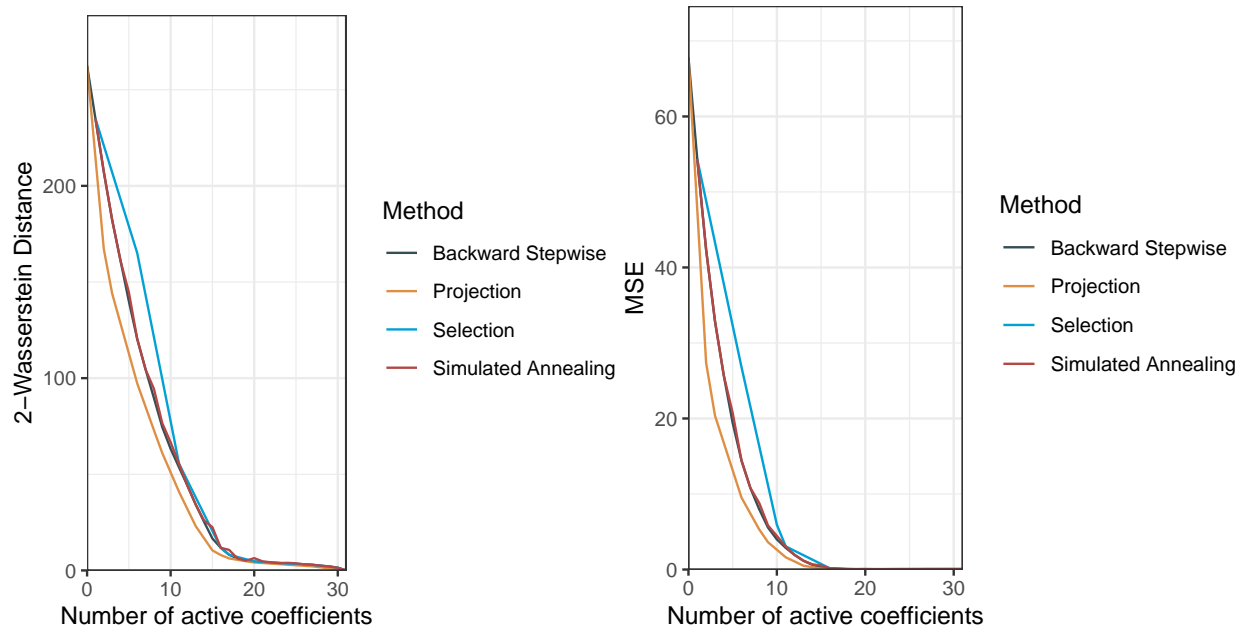 2−Wasserstein Distance
200
100
0
0
10
20
30
Number of active coefficients
Method
Backward Stepwise
Projection
Selection
Simulated Annealing
MSE
60
40
20
0
0
10
20
30
Number of active coefficients
Method
Backward Stepwise
Projection
Selection
Simulated Annealing